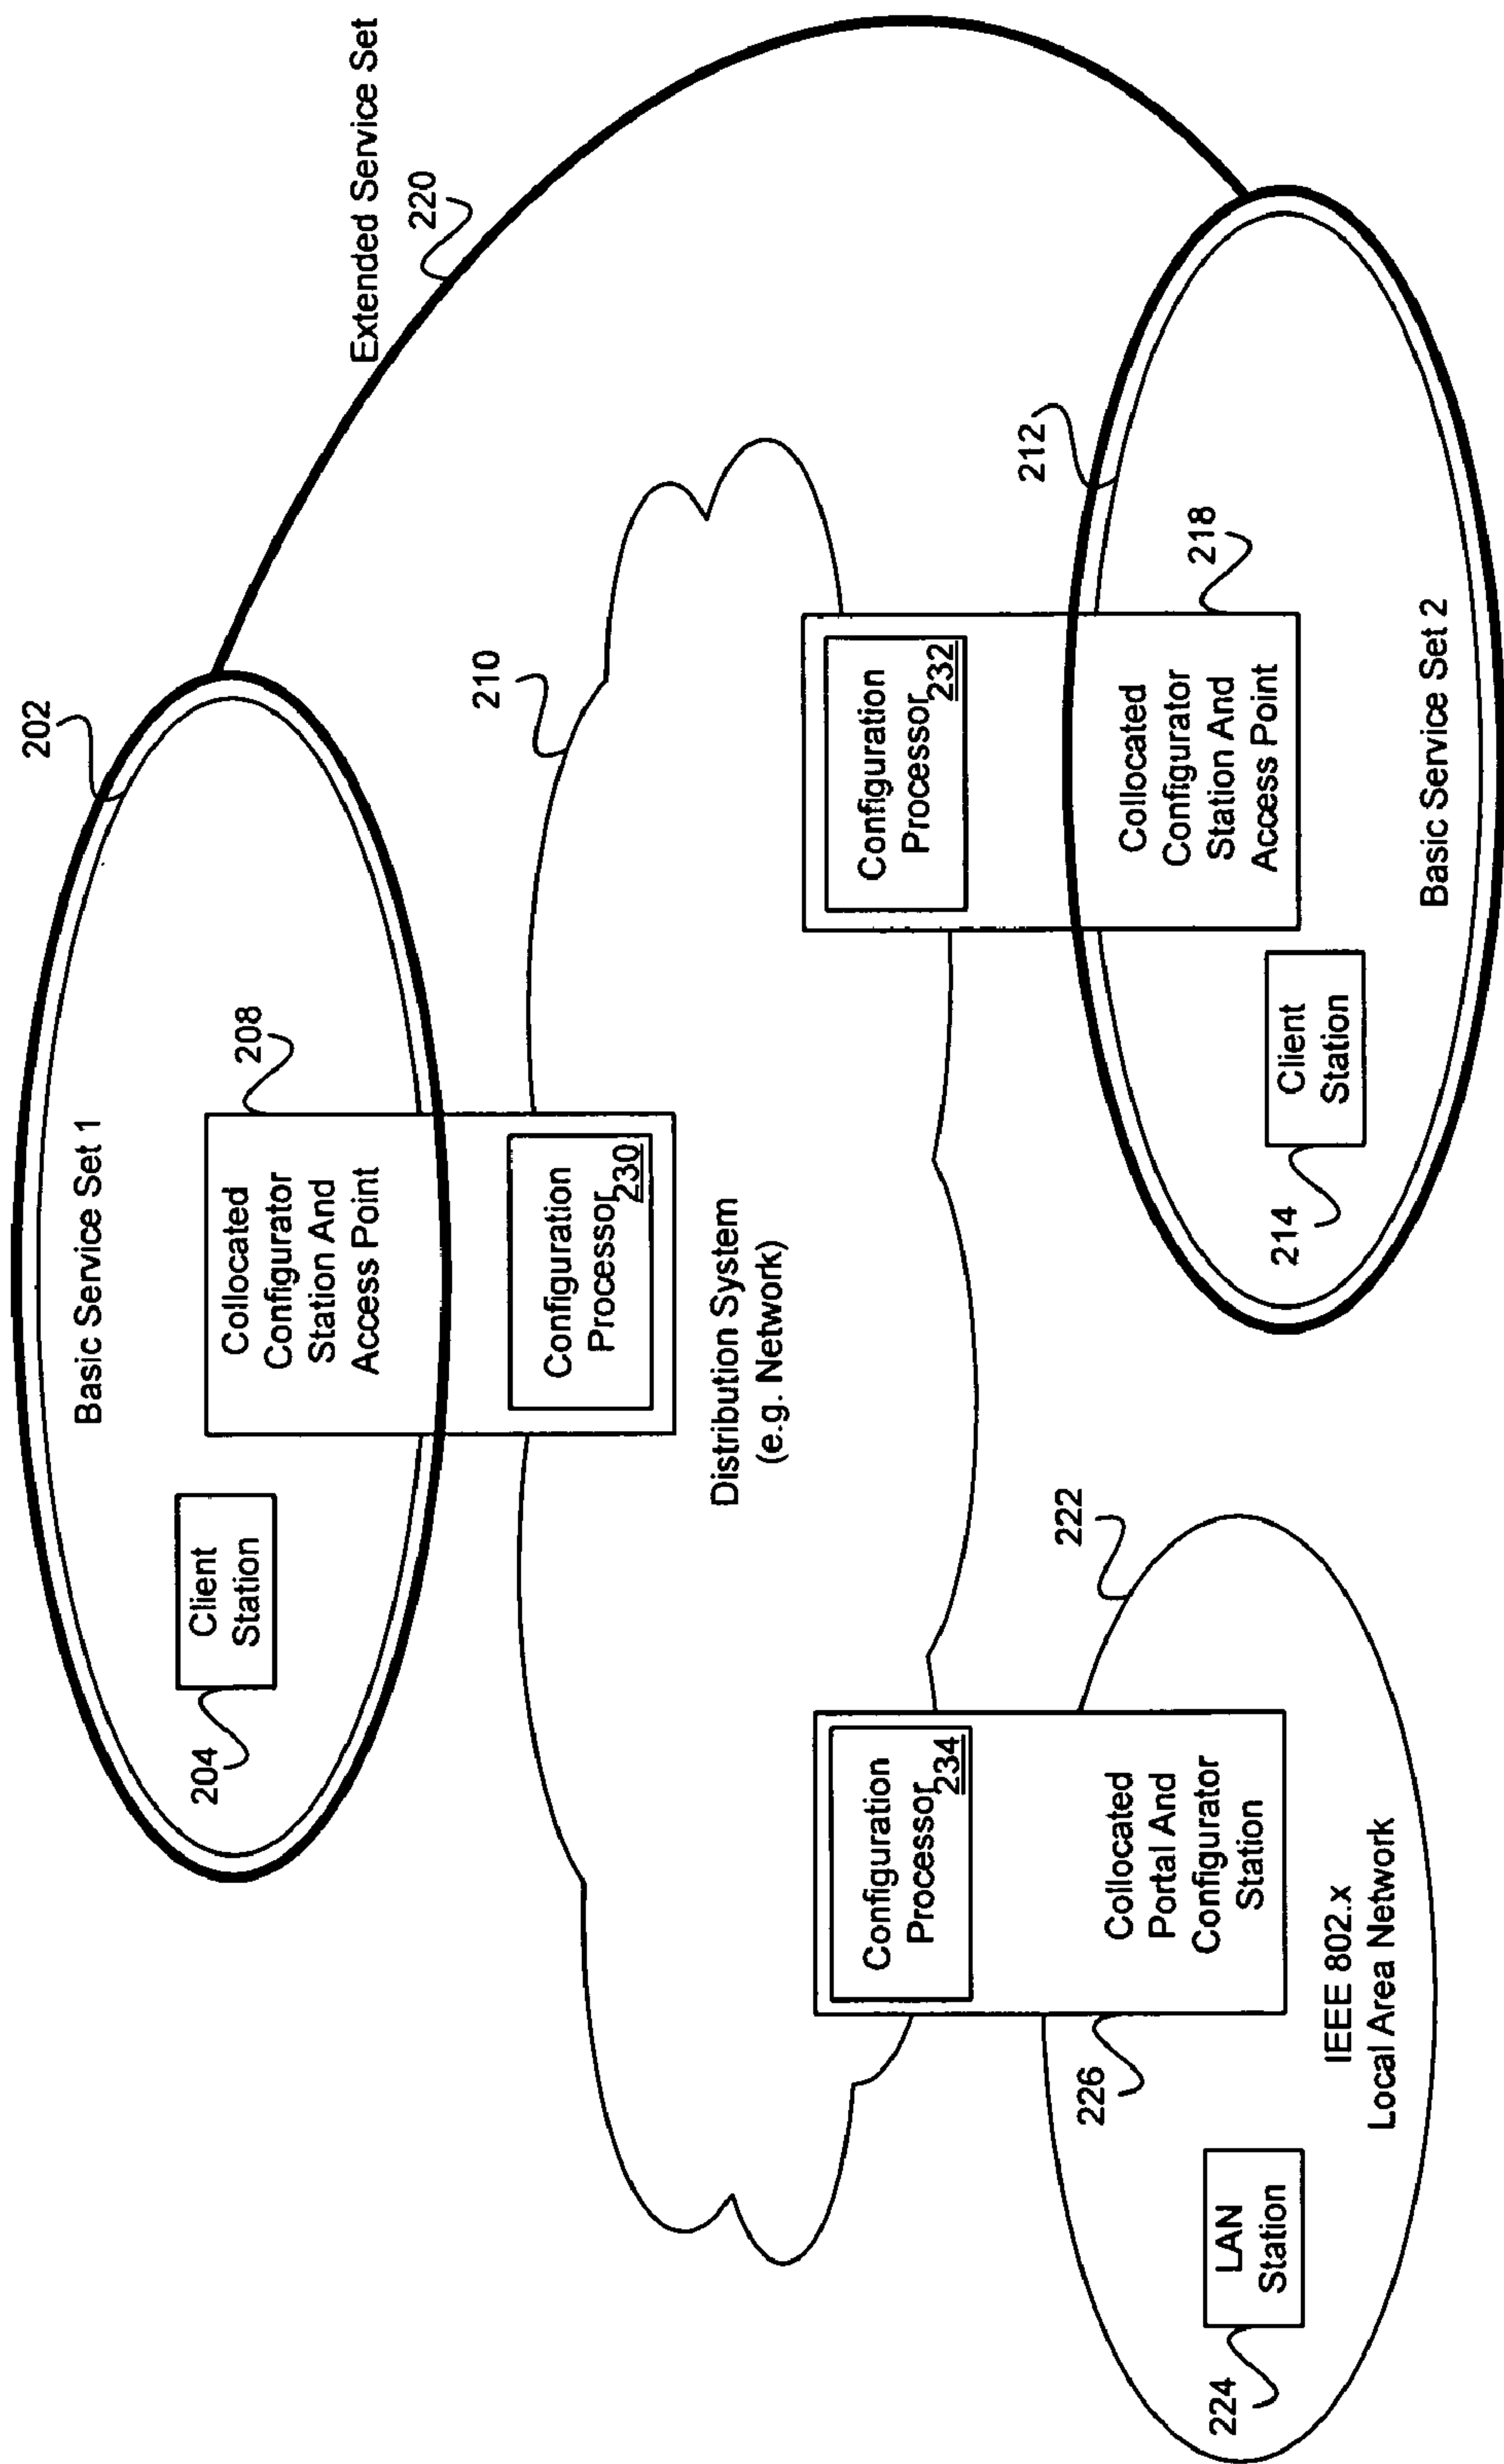 202
Basic Service Set 1
Extended Service Set
220
204
Client
Station
Collocated
Configurator
Station And
Access Point
208
Configuration
Processor
230
210
Distribution System
(e.g. Network)
Configuration
Processor
234
Collocated
Portal And
Configurator
Station
226
222
224
LAN
Station
IEEE 802.x
Local Area Network
Configuration
Processor
232
Collocated
Configurator
Station And
Access Point
218
212
214
Client
Station
Basic Service Set 2